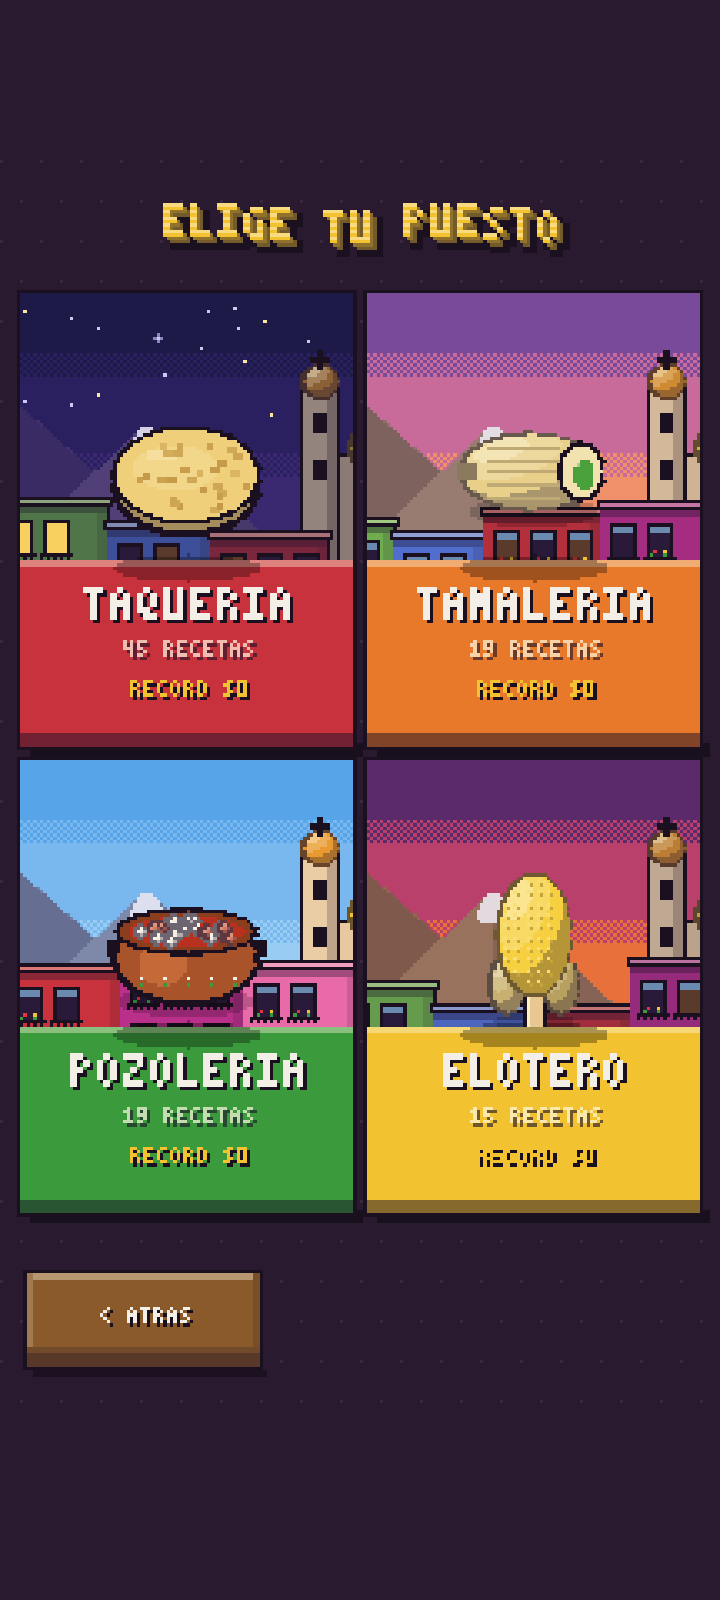 ELIGE TU PUESTO
TAQUERIA
45 RECETAS
RECORD $0
TAMALERIA
19 RECETAS
RECORD $0
POZOLERIA
19 RECETAS
RECORD $0
ELOTERO
15 RECETAS
RECORD $0
< ATRAS